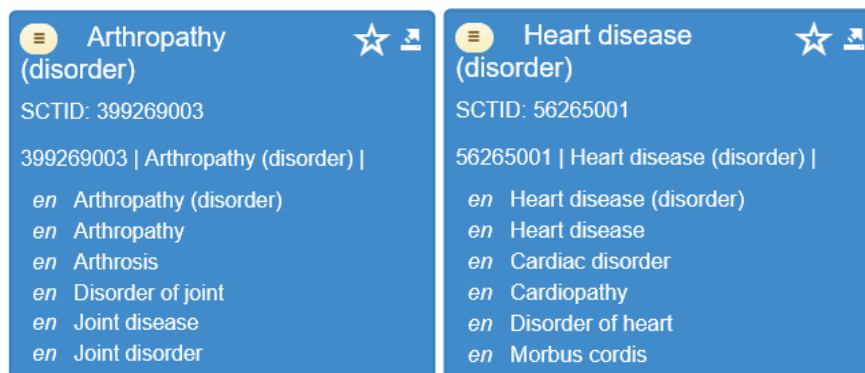 Arthropathy
(disorder)
SCTID: 399269003
399269003 | Arthropathy (disorder) |
en Arthropathy (disorder)
en Arthropathy
en Arthrosis
en Disorder of joint
en Joint disease
en Joint disorder
Heart disease
(disorder)
SCTID: 56265001
56265001 | Heart disease (disorder) |
en Heart disease (disorder)
en Heart disease
en Cardiac disorder
en Cardiopathy
en Disorder of heart
en Morbus cordis